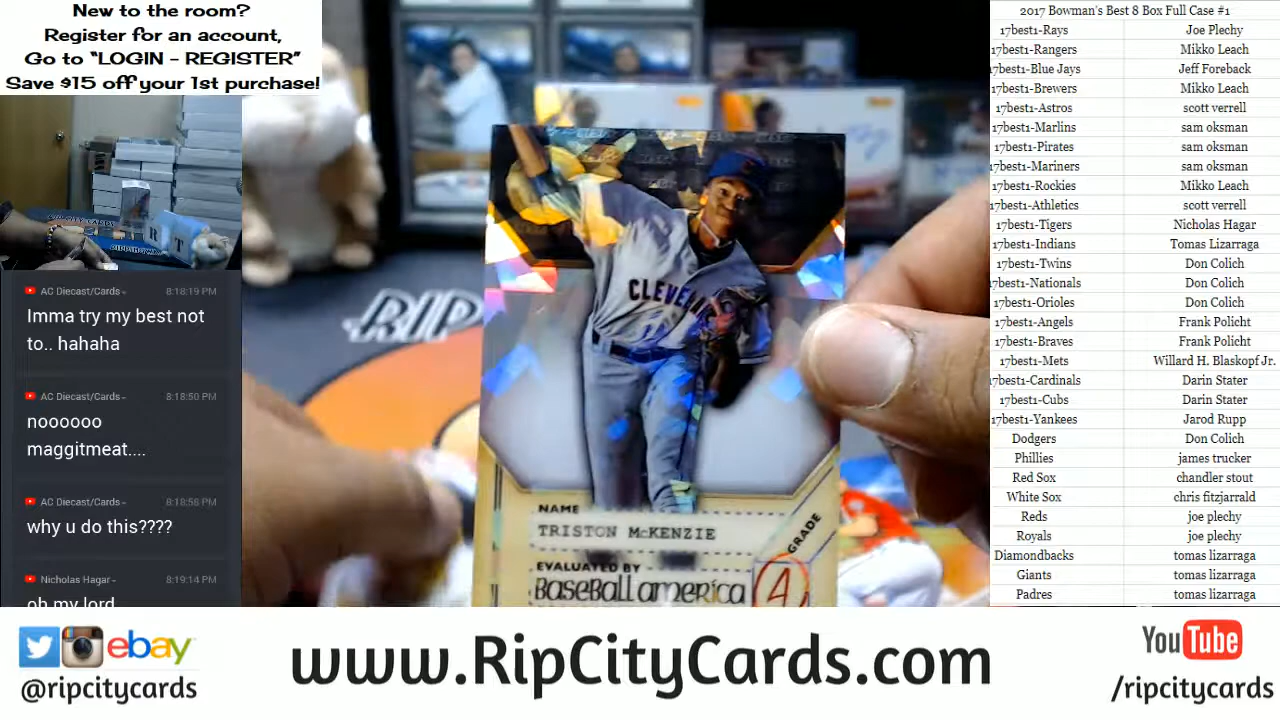 New to the room?
Register for an account,
Go to "LOGIN - REGISTER"
Save $15 off your 1st purchase!
AC Diecast/Cards 8:18:19 PM
Imma try my best not
to.. hahaha
AC Diecast/Cards 8:18:50 PM
noooooo
maggitmeat....
AC Diecast/Cards 8:18:56 PM
why u do this????
Nicholas Hagar 8:19:14 PM
oh my lord
RIP
CLEVELAND
NAME
TRISTON McKENZIE
GRADE
EVALUATED BY
Baseball america
A
2017 Bowman's Best 8 Box Full Case #1
17best1-Rays Joe Plechy
17best1-Rangers Mikko Leach
17best1-Blue Jays Jeff Foreback
17best1-Brewers Mikko Leach
17best1-Astros scott verrell
17best1-Marlins sam oksman
17best1-Pirates sam oksman
17best1-Mariners sam oksman
17best1-Rockies Mikko Leach
17best1-Athletics scott verrell
17best1-Tigers Nicholas Hagar
17best1-Indians Tomas Lizarraga
17best1-Twins Don Colich
17best1-Nationals Don Colich
17best1-Orioles Don Colich
17best1-Angels Frank Policht
17best1-Braves Frank Policht
17best1-Mets Willard H. Blaskopf Jr.
17best1-Cardinals Darin Stater
17best1-Cubs Darin Stater
17best1-Yankees Jarod Rupp
Dodgers Don Colich
Phillies james trucker
Red Sox chandler stout
White Sox chris fitzjarrald
Reds joe plechy
Royals joe plechy
Diamondbacks tomas lizarraga
Giants tomas lizarraga
Padres tomas lizarraga
ebay
@ripcitycards
www.RipCityCards.com
YouTube
/ripcitycards